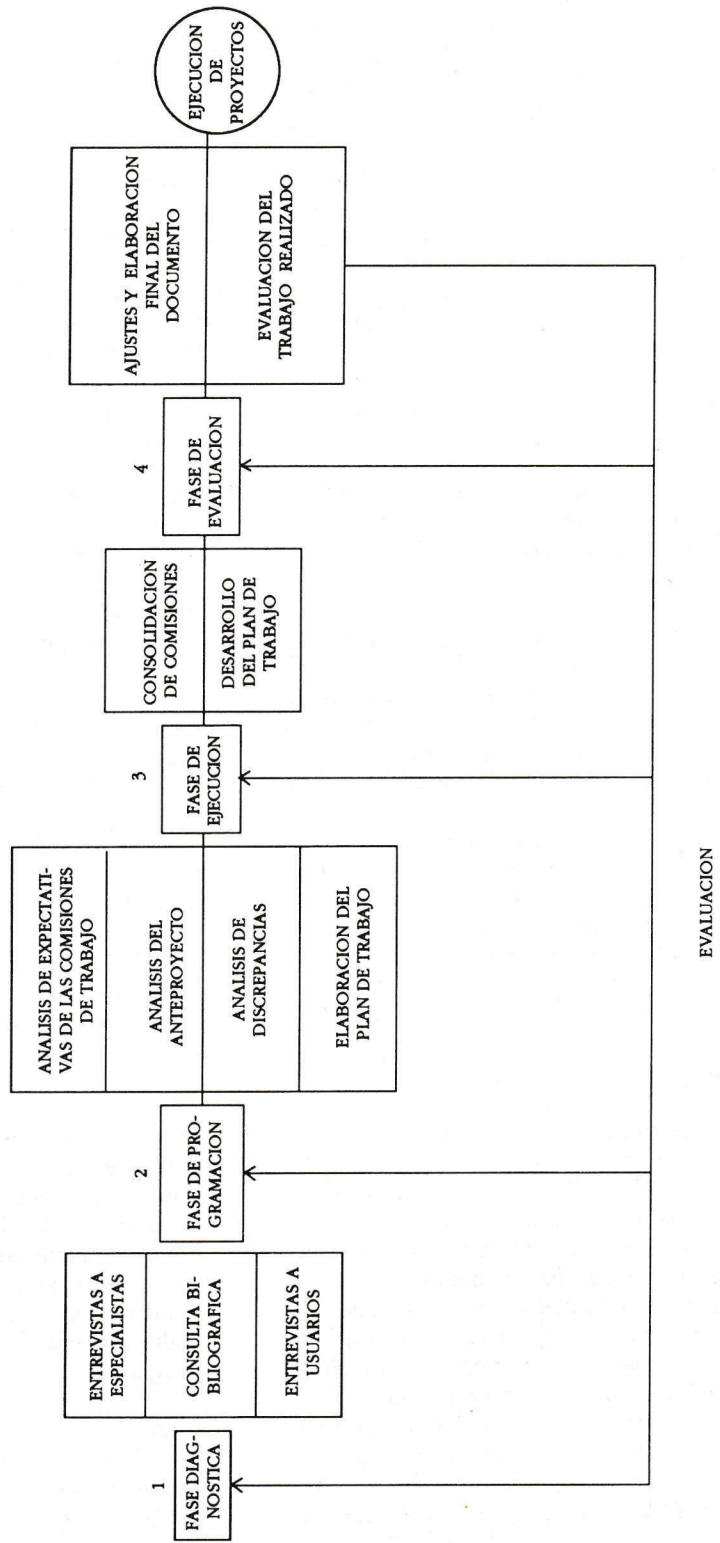 1
FASE DIAG-
NOSTICA
ENTREVISTAS A
ESPECIALISTAS
CONSULTA BI-
BLIOGRAFICA
ENTREVISTAS A
USUARIOS
2
FASE DE PRO-
GRAMACION
ANALISIS DE EXPECTATI-
VAS DE LAS COMISIONES
DE TRABAJO
ANALISIS DEL
ANTEPROYECTO
ANALISIS DE
DISCREPANCIAS
ELABORACION DEL
PLAN DE TRABAJO
3
FASE DE
EJECUCION
CONSOLIDACION
DE COMISIONES
DESARROLLO
DEL PLAN DE
TRABAJO
4
FASE DE
EVALUACION
AJUSTES Y ELABORACION
FINAL DEL
DOCUMENTO
EVALUACION DEL
TRABAJO REALIZADO
EJECUCION
DE
PROYECTOS
EVALUACION